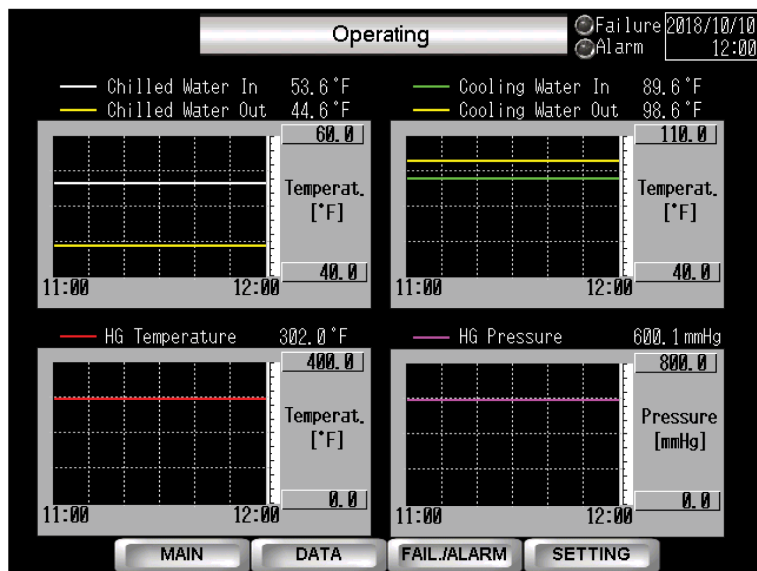 Operating
Failure 2018/10/10
Alarm 12:00
Chilled Water In 53.6°F
Chilled Water Out 44.6°F
60.0
Temperat.
[°F]
40.0
11:00 12:00
Cooling Water In 89.6°F
Cooling Water Out 98.6°F
110.0
Temperat.
[°F]
40.0
11:00 12:00
HG Temperature 302.0°F
400.0
Temperat.
[°F]
0.0
11:00 12:00
HG Pressure 600.1mmHg
800.0
Pressure
[mmHg]
0.0
11:00 12:00
MAIN DATA FAIL./ALARM SETTING